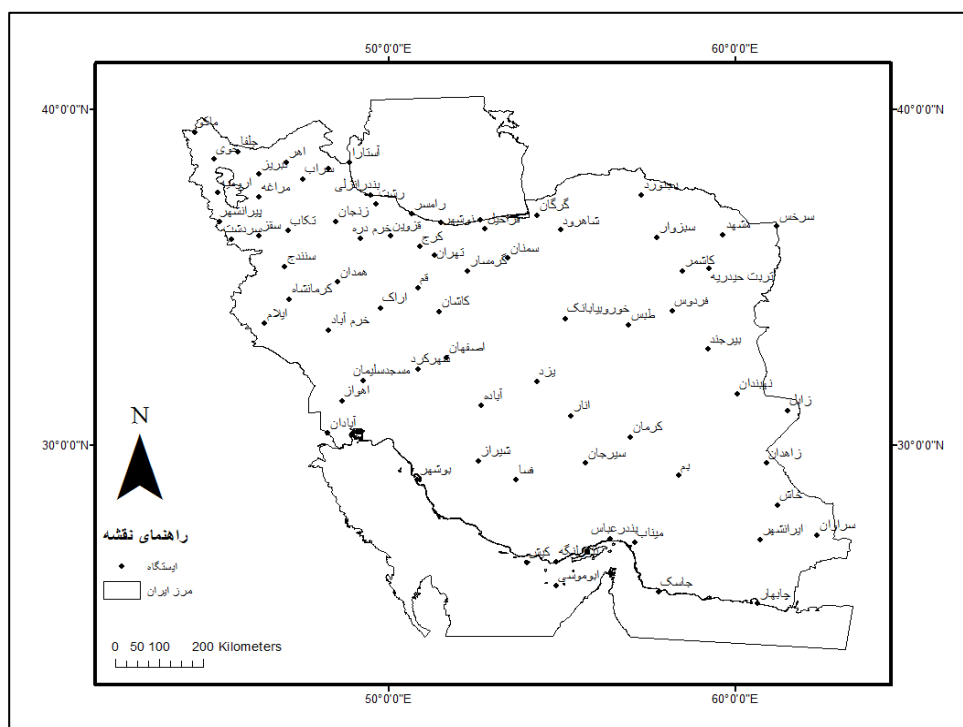 50°0'0"E
60°0'0"E
40°0'0"N
40°0'0"N
ماکو
جلفا
خوی
اهر
آستارا
تبریز
سراب
ارومیه
مراغه
بندرانزلی
رشت
بجنورد
پیرانشهر
تکاب
زنجان
رامسر
نوشهر
قراخیل
گرگان
شاهرود
سرخس
سردشت
سقز
خرم دره
قزوین
کرج
سبزوار
مشهد
سنندج
تهران
سمنان
گرمسار
کاشمر
تربت حیدریه
همدان
قم
کرمانشاه
اراک
کاشان
خوروبیابانک
طبس
فردوس
ایلام
خرم آباد
بیرجند
اصفهان
شهرکرد
مسجدسلیمان
یزد
اهواز
آباده
انار
نهبندان
زابل
آبادان
کرمان
30°0'0"N
30°0'0"N
شیراز
سیرجان
زاهدان
بوشهر
فسا
بم
خاش
بندرعباس
میناب
ایرانشهر
سراران
کیش
ابوموسی
جاسک
چابهار
N
راهنمای نقشه
ایستگاه
مرز ایران
0 50 100 200 Kilometers
50°0'0"E
60°0'0"E